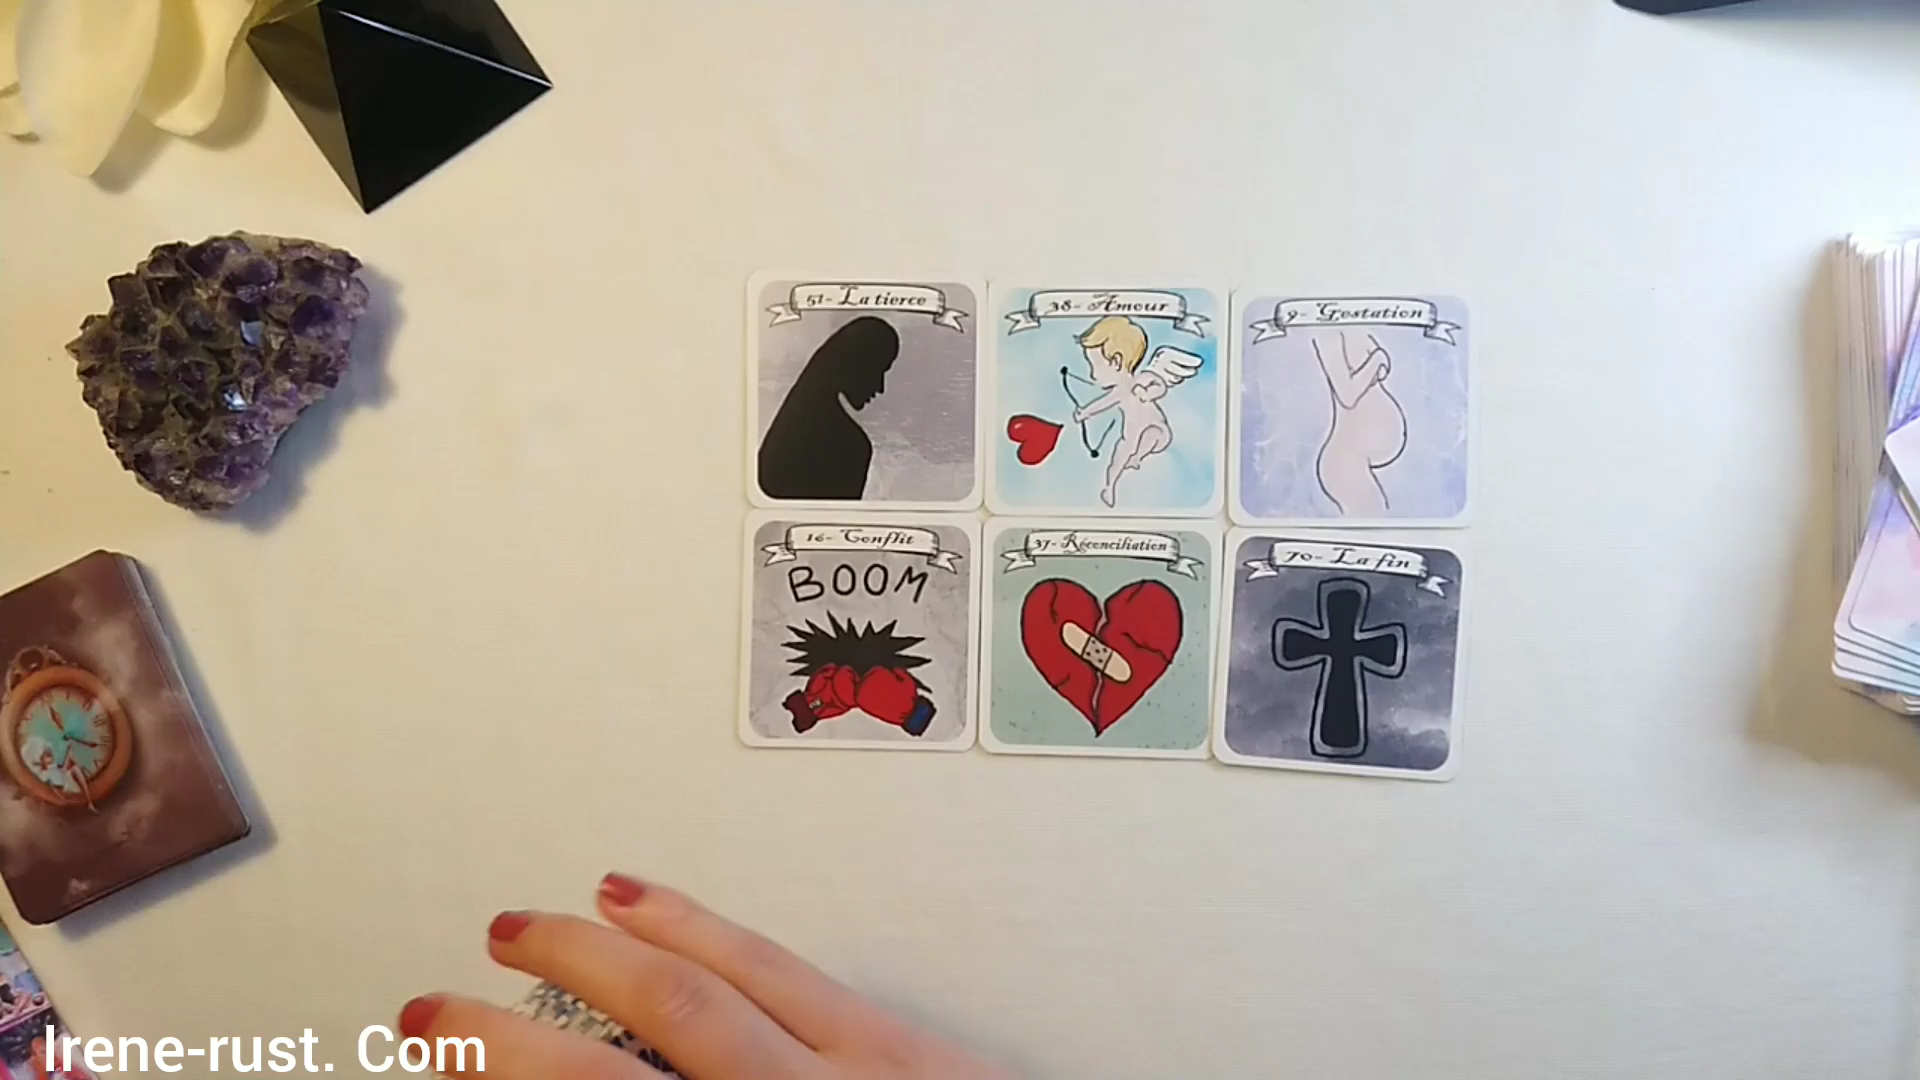 51- La tierce
38- Amour
9- Gestation
16- Conflit
BOOM
37- Réconciliation
70- La fin
Irene-rust. Com